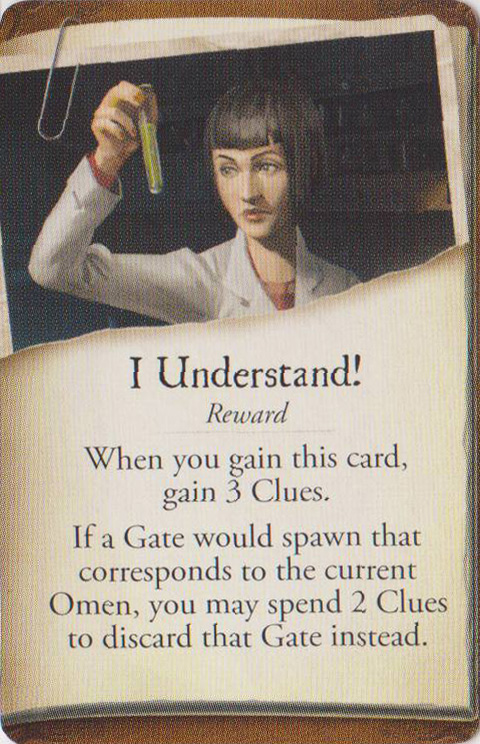 I Understand!
Reward
When you gain this card,
gain 3 Clues.
If a Gate would spawn that
corresponds to the current
Omen, you may spend 2 Clues
to discard that Gate instead.